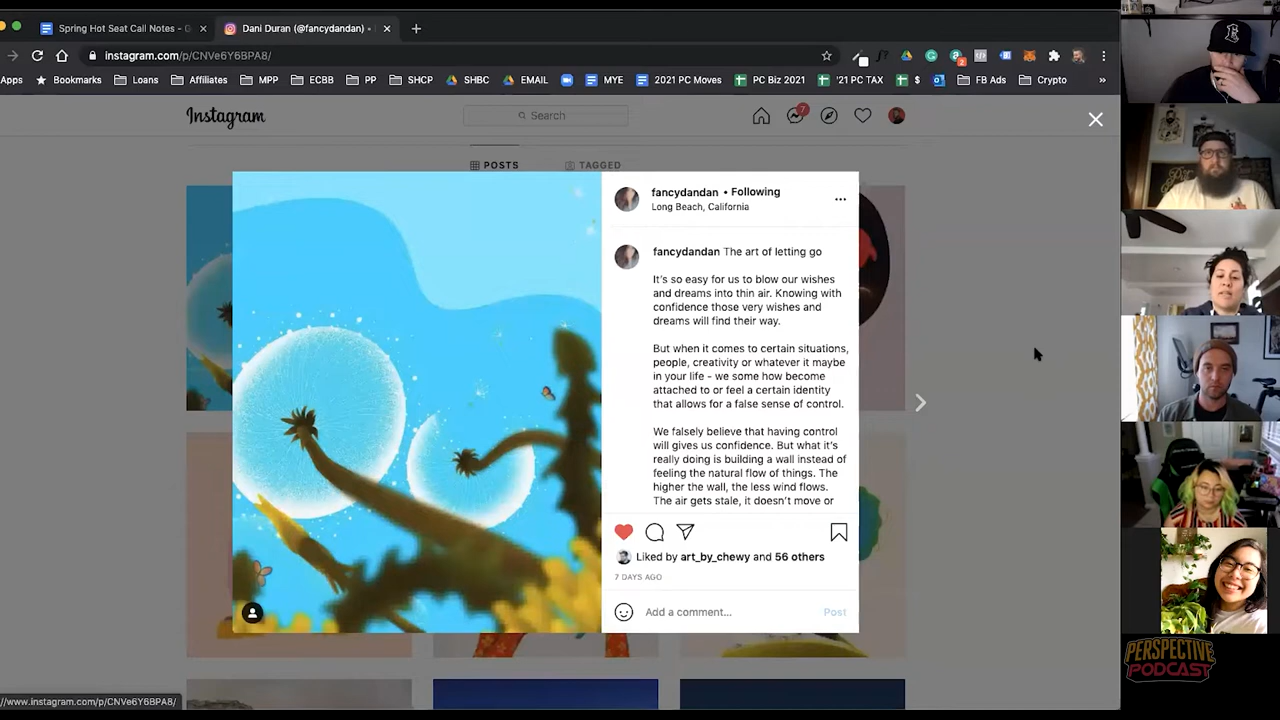 Spring Hot Seat Call Notes - G
Dani Duran (@fancydandan) •
instagram.com/p/CNVe6Y6BPA/
Apps
Bookmarks
Loans
Affiliates
MPP
ECBB
PP
SHCP
SHBC
EMAIL
MYE
2021 PC Moves
PC Biz 2021
'21 PC TAX
$
FB Ads
Crypto
»
Instagram
Search
7
POSTS
TAGGED
fancydandan • Following
Long Beach, California
fancydandan The art of letting go
It's so easy for us to blow our wishes
and dreams into thin air. Knowing with
confidence those very wishes and
dreams will find their way.
But when it comes to certain situations,
people, creativity or whatever it maybe
in your life - we some how become
attached to or feel a certain identity
that allows for a false sense of control.
We falsely believe that having control
will gives us confidence. But what it's
really doing is building a wall instead of
feeling the natural flow of things. The
higher the wall, the less wind flows.
The air gets stale, it doesn't move or
Liked by art_by_chewy and 56 others
7 DAYS AGO
Add a comment...
Post
//www.instagram.com/p/CNVe6Y6BPA/
PERSPECTIVE
PODCAST